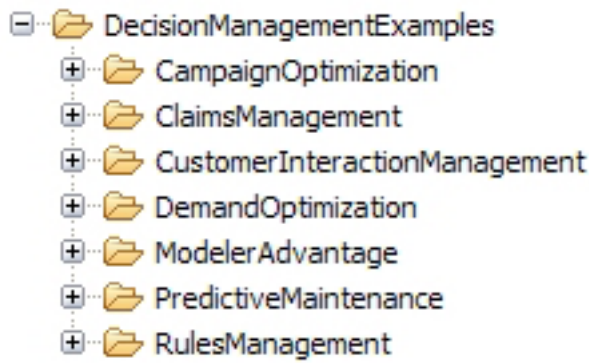 DecisionManagementExamples
CampaignOptimization
ClaimsManagement
CustomerInteractionManagement
DemandOptimization
ModelerAdvantage
PredictiveMaintenance
RulesManagement